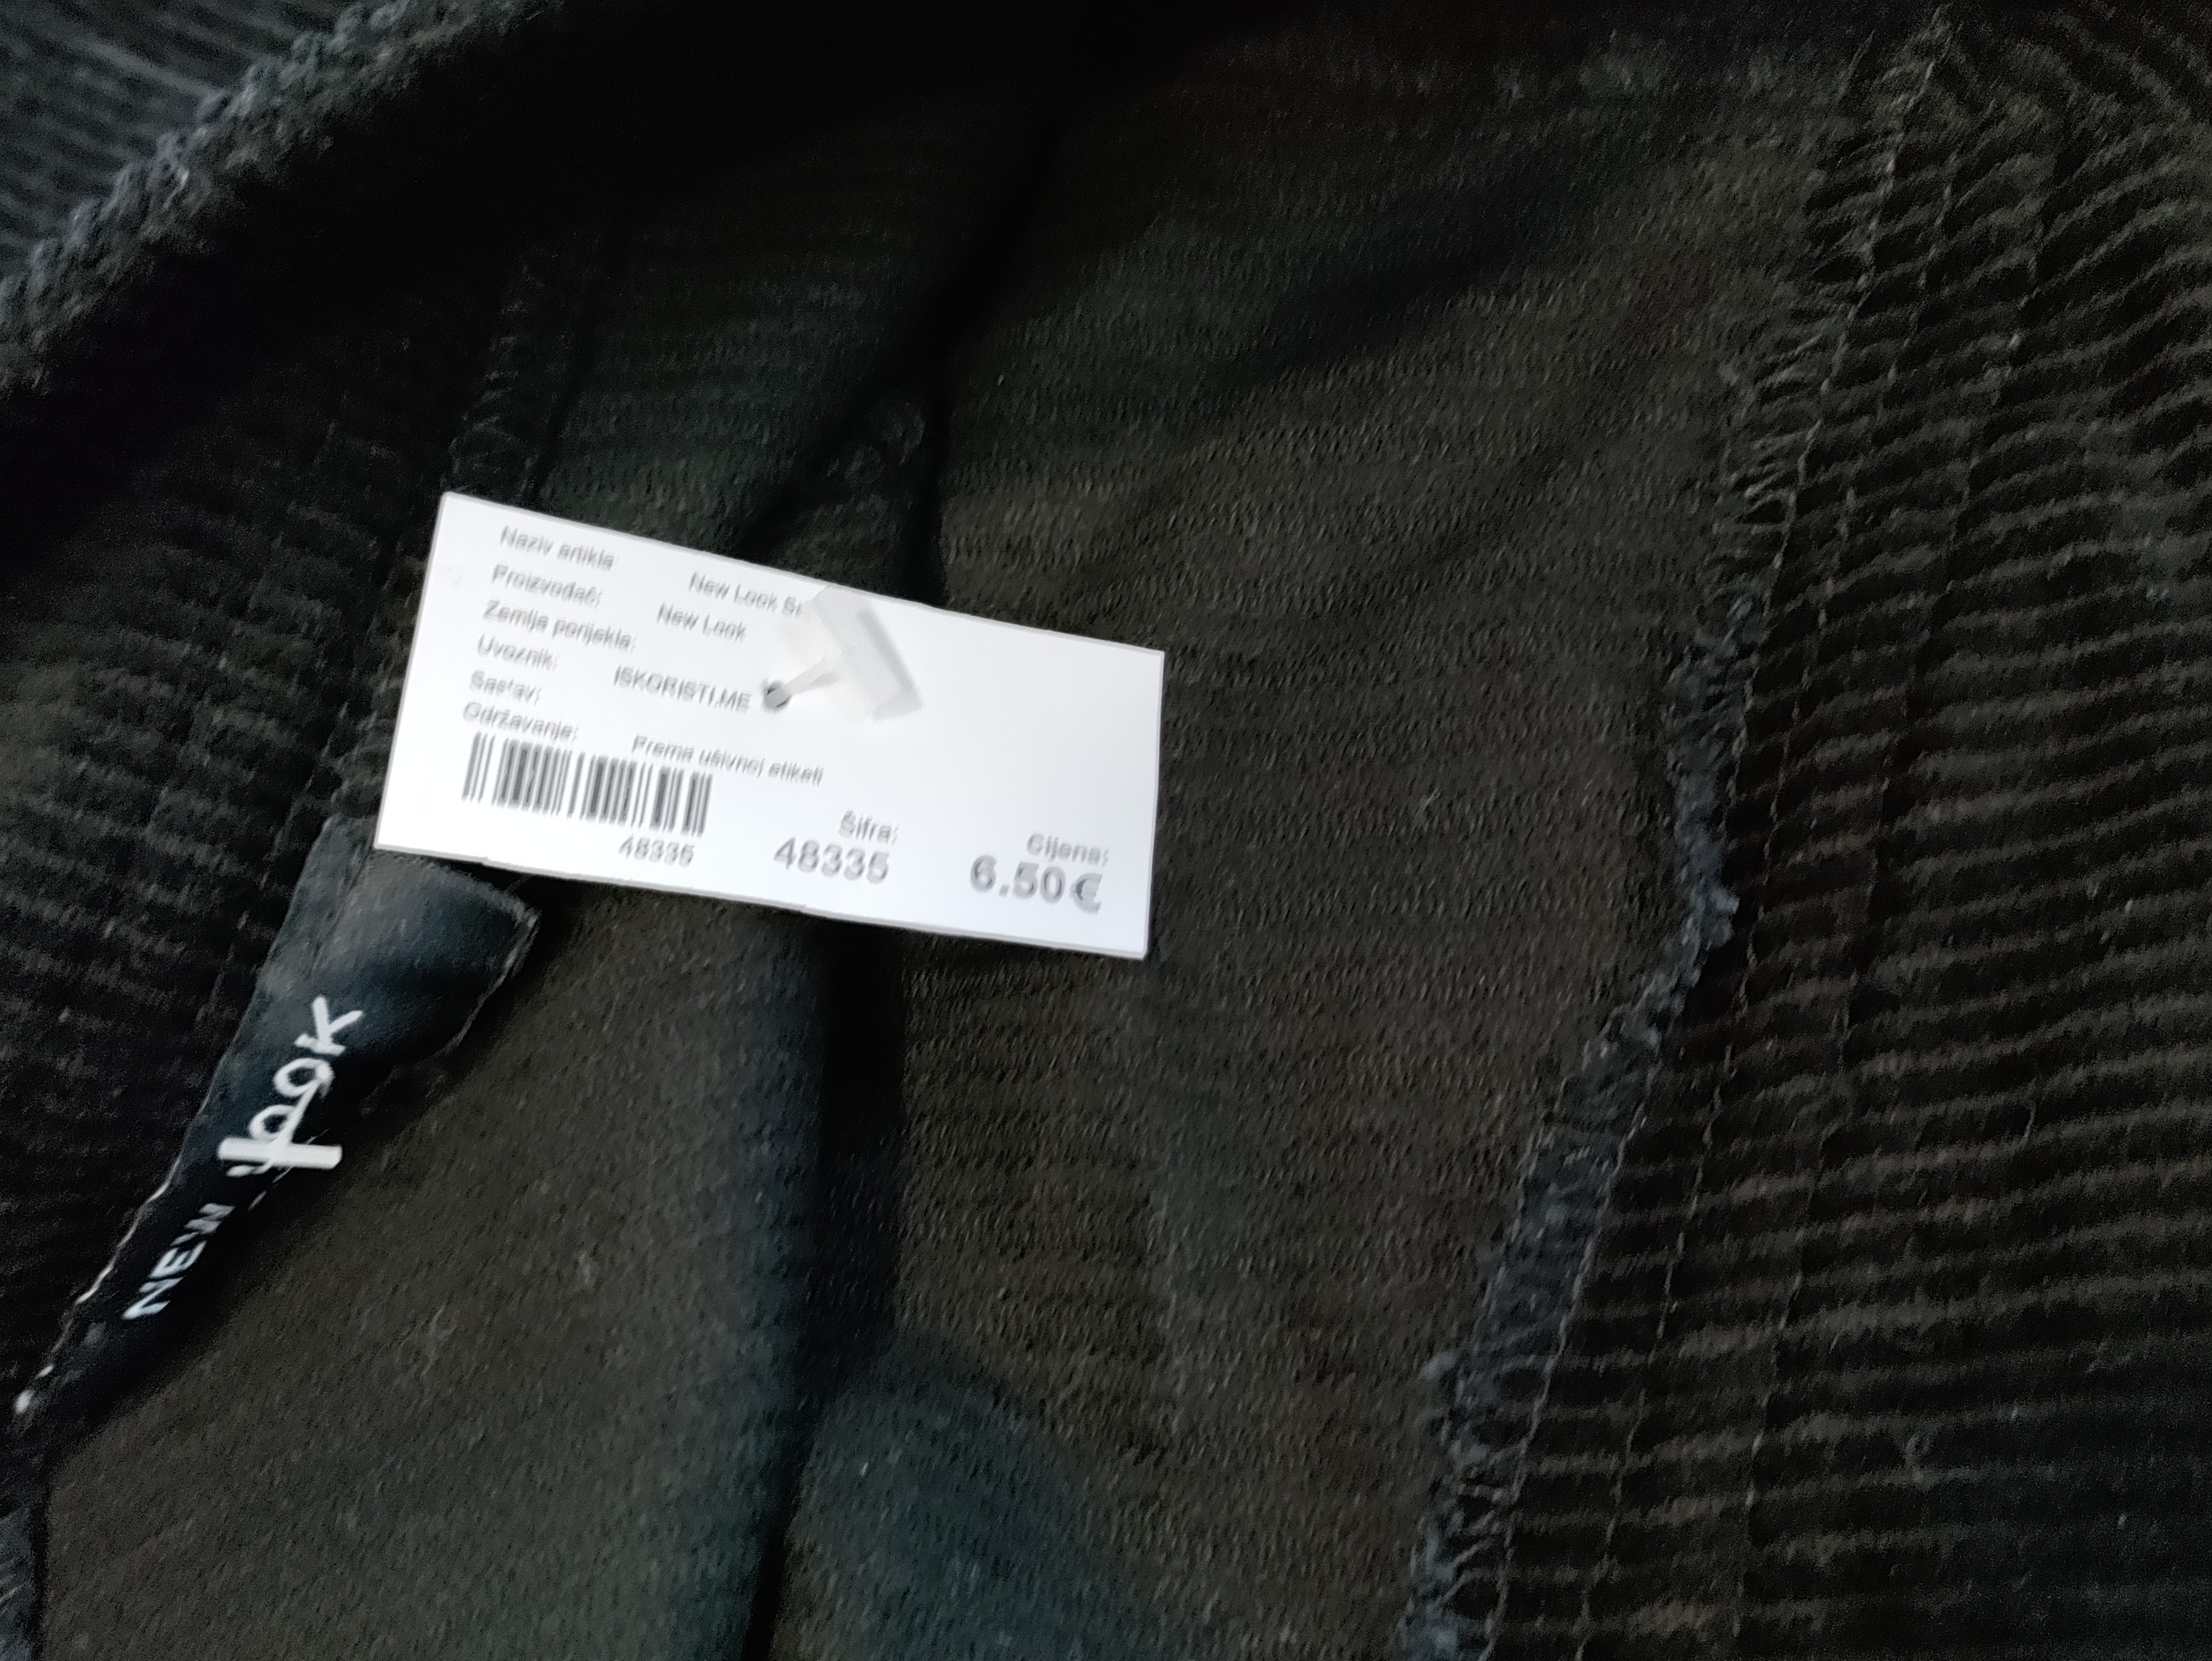 Naziv artikla: New Look
Proizvođač: New Look
Zemlja porijekla:
Uvoznik: ISKORISTI.ME
Sastav:
Održavanje: Prema ušivnoj etiketi
48335
Šifra:
48335
Cijena:
6.50€
NEW LOOK